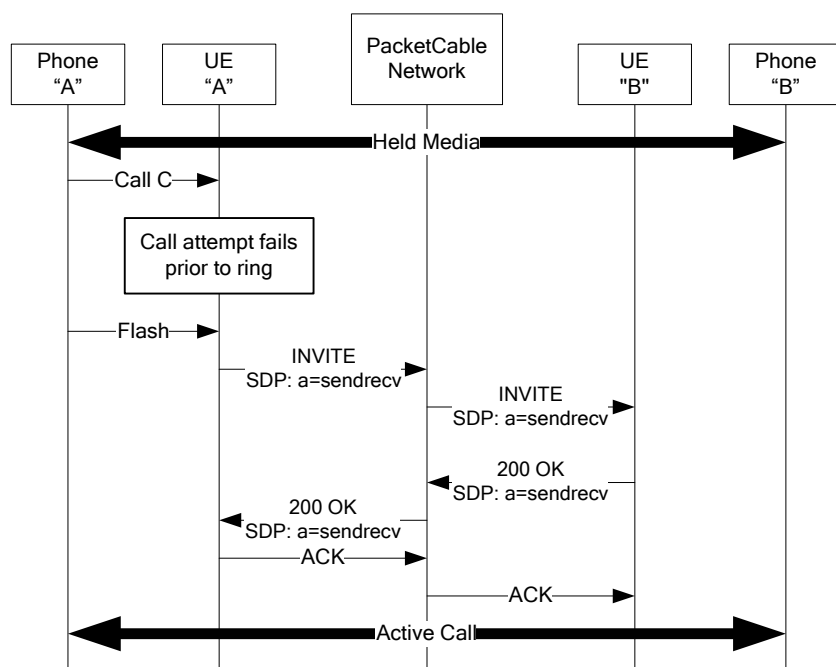 Phone
“A”
UE
“A”
PacketCable
Network
UE
"B"
Phone
“B”
Held Media
Call C
Call attempt fails
prior to ring
Flash
INVITE
SDP: a=sendrecv
INVITE
SDP: a=sendrecv
200 OK
SDP: a=sendrecv
200 OK
SDP: a=sendrecv
ACK
ACK
Active Call